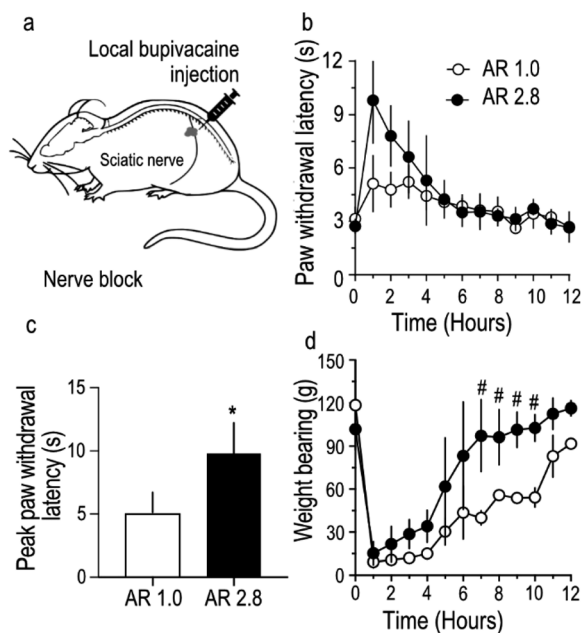 a
Local bupivacaine
injection
Sciatic nerve
Nerve block
b
Paw withdrawal latency (s)
12
9
6
3
0
AR 1.0
AR 2.8
0 2 4 6 8 10 12
Time (Hours)
c
Peak paw withdrawal
latency (s)
15
10
5
0
*
AR 1.0 AR 2.8
d
Weight bearing (g)
150
120
90
60
30
0
# # # #
0 2 4 6 8 10 12
Time (Hours)